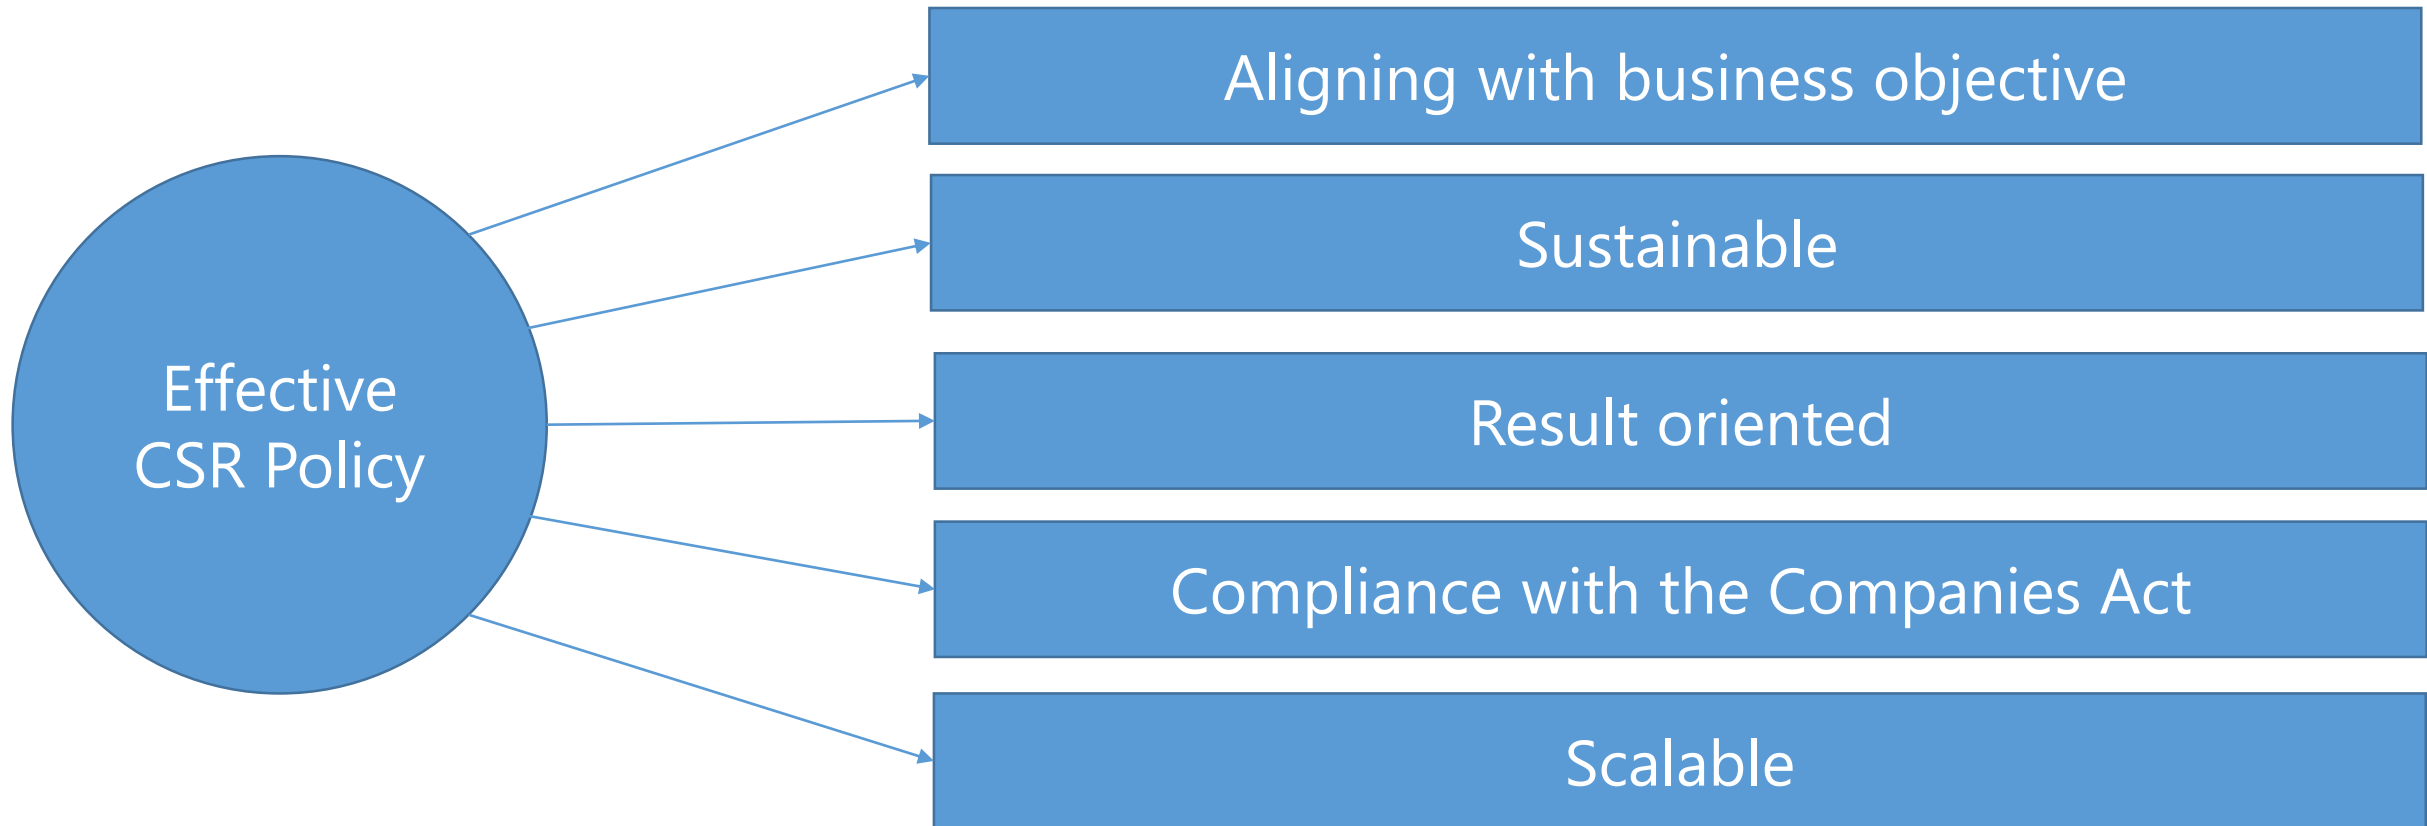 Effective
CSR Policy
Aligning with business objective
Sustainable
Result oriented
Compliance with the Companies Act
Scalable